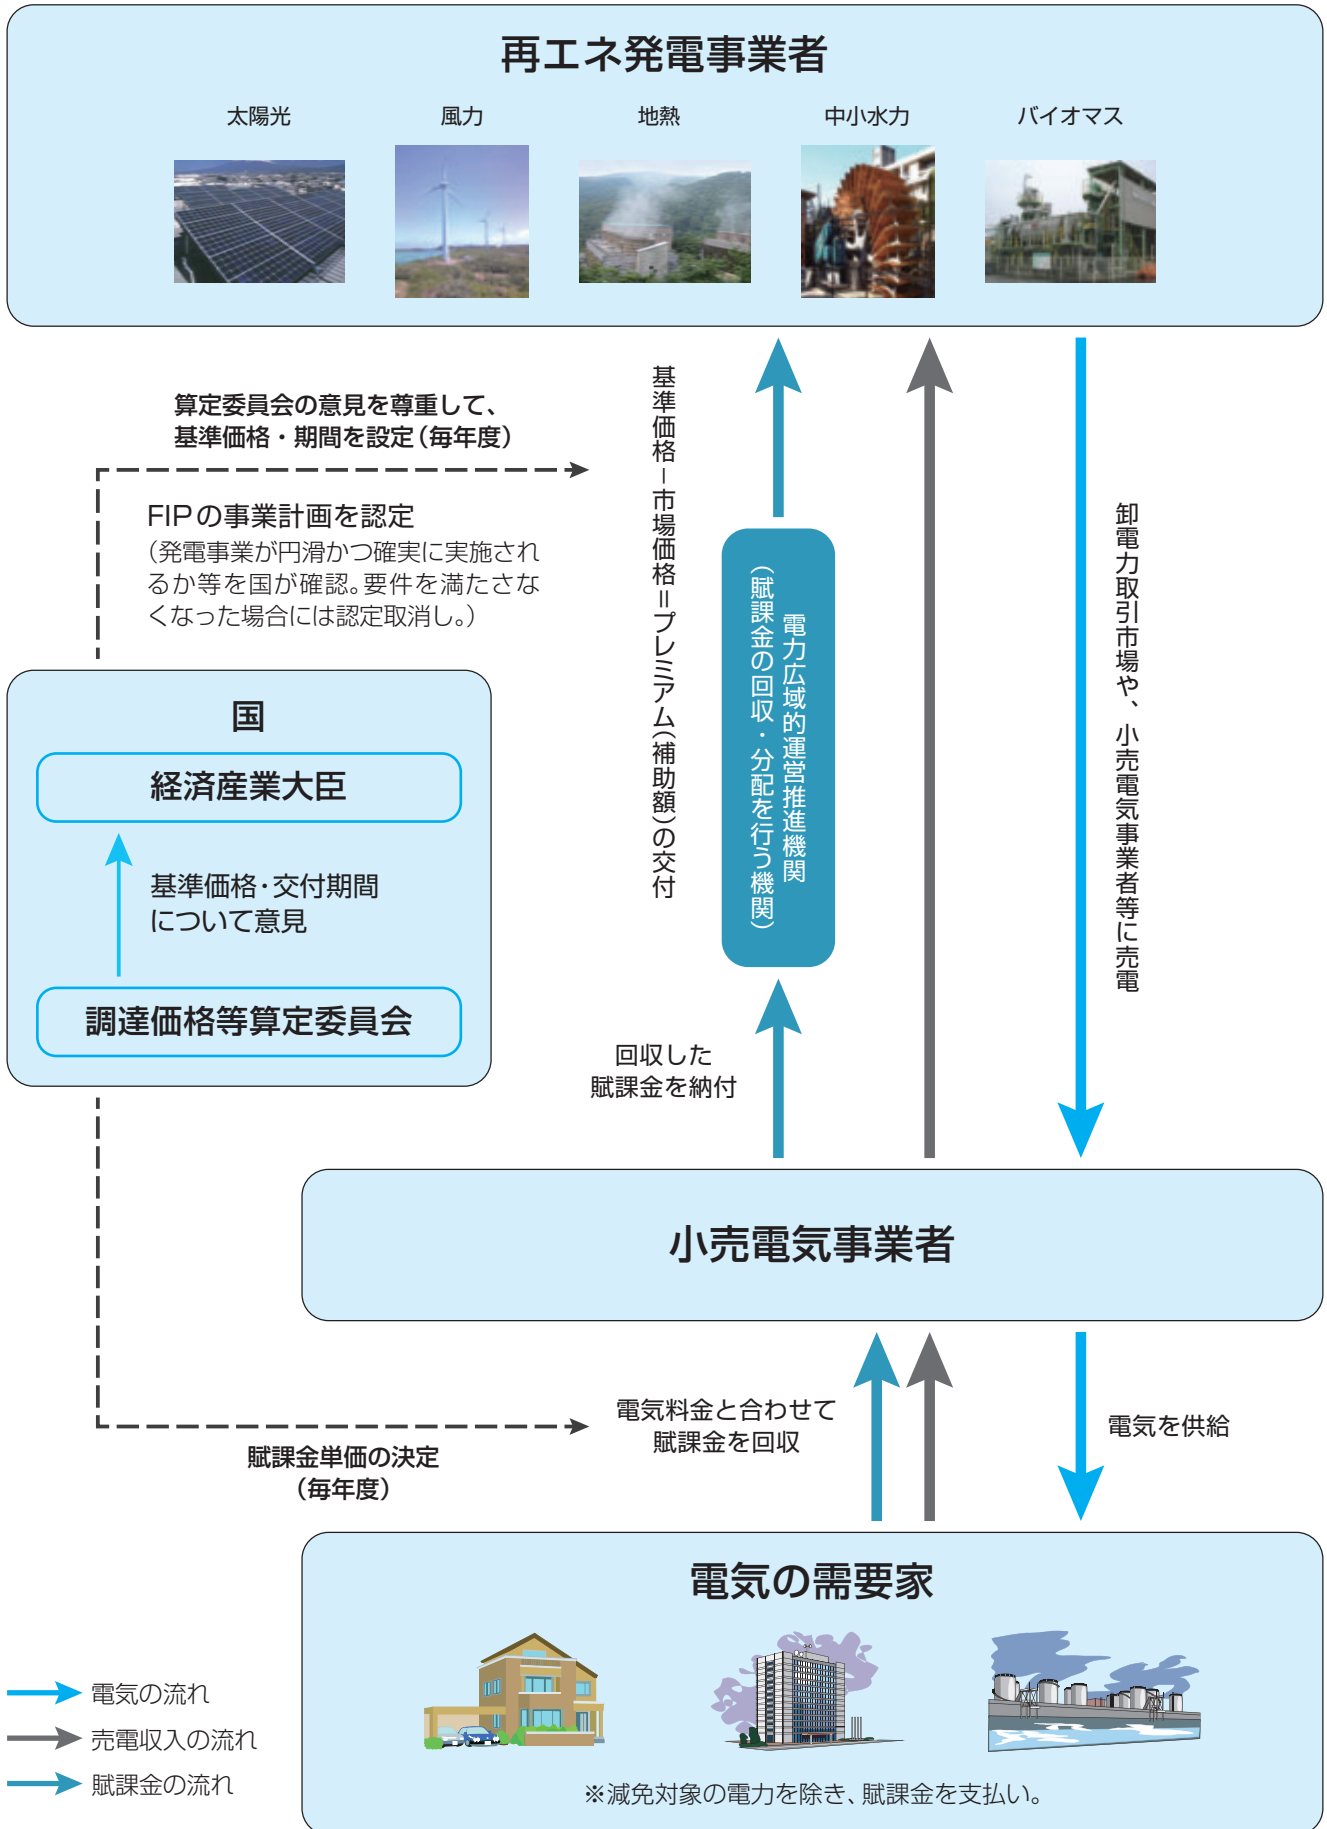 再エネ発電事業者
太陽光
風力
地熱
中小水力
バイオマス
算定委員会の意見を尊重して、
基準価格・期間を設定（毎年度）
FIPの事業計画を認定
（発電事業が円滑かつ確実に実施され
るか等を国が確認。要件を満たさな
くなった場合には認定取消し。）
基準価格－市場価格＝プレミアム（補助額）の交付
電力広域的運営推進機関
（賦課金の回収・分配を行う機関）
卸電力取引市場や、小売電気事業者等に売電
国
経済産業大臣
基準価格・交付期間
について意見
調達価格等算定委員会
回収した
賦課金を納付
小売電気事業者
電気料金と合わせて
賦課金を回収
電気を供給
賦課金単価の決定
（毎年度）
電気の需要家
※減免対象の電力を除き、賦課金を支払い。
電気の流れ
売電収入の流れ
賦課金の流れ